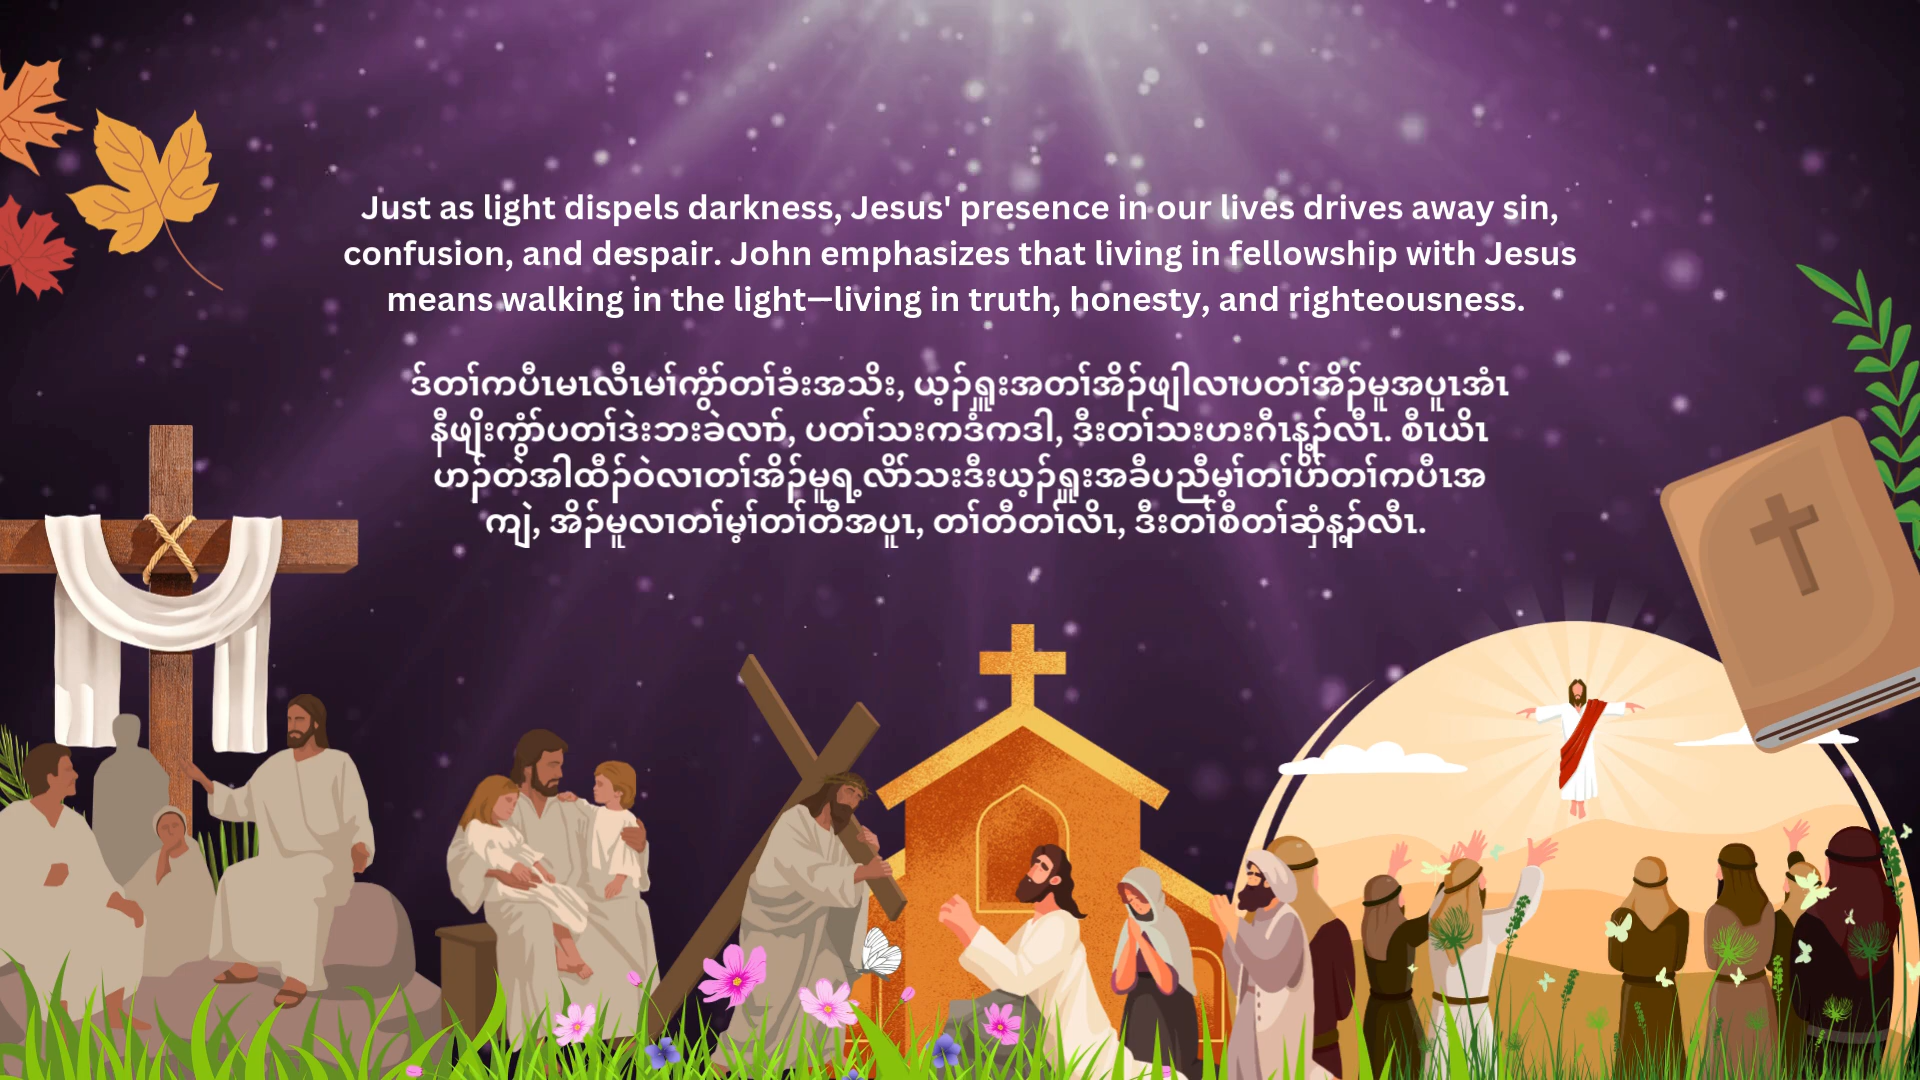 Just as light dispels darkness, Jesus' presence in our lives drives away sin,
confusion, and despair. John emphasizes that living in fellowship with Jesus
means walking in the light—living in truth, honesty, and righteousness.
ဒ်တၢ်ကပီၤမၤလီၤမၢ်ကွံာ်တၢ်ခံးအသိး, ယ့ၣ်ရှူးအတၢ်အိၣ်ဖျါလၢပတၢ်အိၣ်မူအပူၤအံၤ
နီဖျိးကွံာ်ပတၢ်ဒဲးဘးခဲလၢာ်, ပတၢ်သးကဒံကဒါ, ဒီးတၢ်သးဟးဂီၤန့ၣ်လီၤ. စီၤယိၤ
ဟၣ်တဲအါထီၣ်ဝဲလၢတၢ်အိၣ်မူရ့လိာ်သးဒီးယ့ၣ်ရှူးအခီပညီမ့ၢ်တၢ်ဟိာ်တၢ်ကပီၤအ
ကျဲ, အိၣ်မူလၢတၢ်မ့ၢ်တၢ်တီအပူၤ, တၢ်တီတၢ်လိၤ, ဒီးတၢ်စီတၢ်ဆှံန့ၣ်လီၤ.